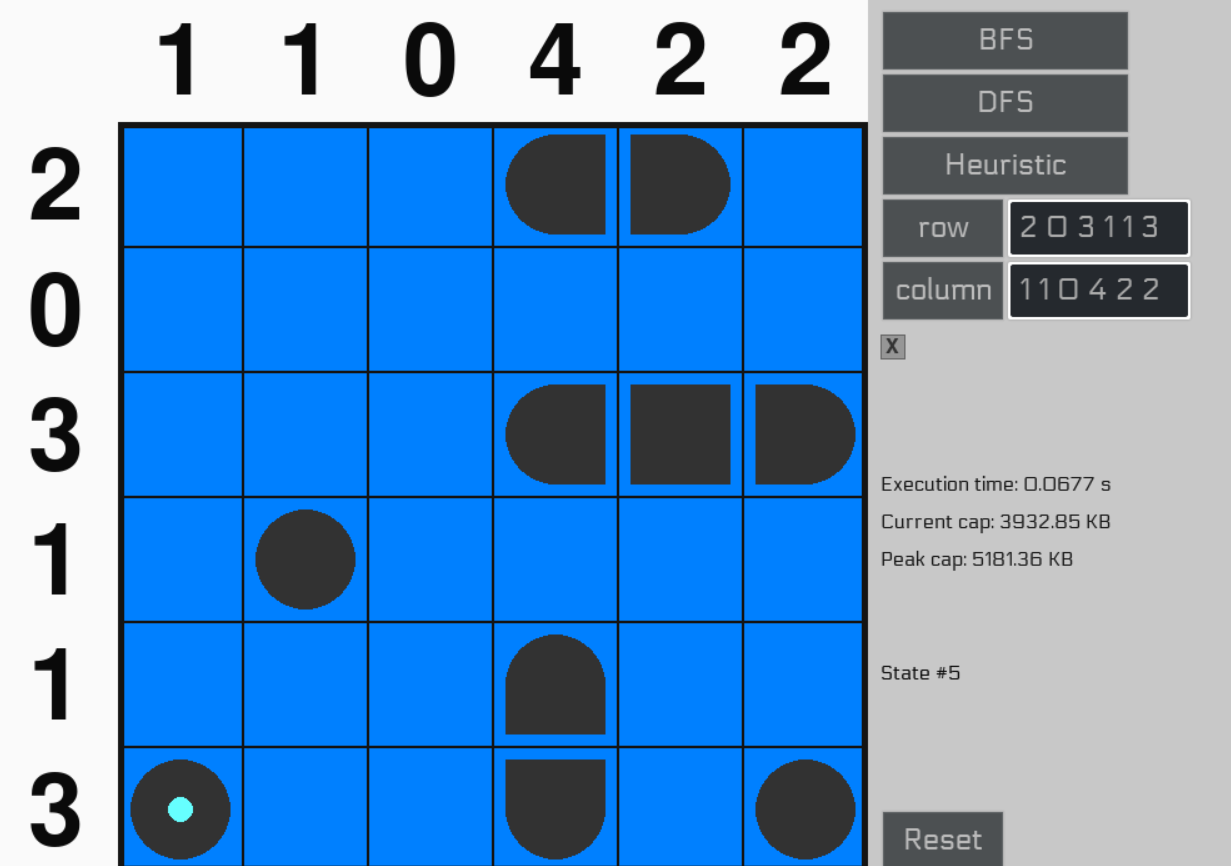 1 1 0 4 2 2
2
0
3
1
1
3
BFS
DFS
Heuristic
row 2 0 3 1 1 3
column 1 1 0 4 2 2
X
Execution time: 0.0677 s
Current cap: 3932.85 KB
Peak cap: 5181.36 KB
State #5
Reset